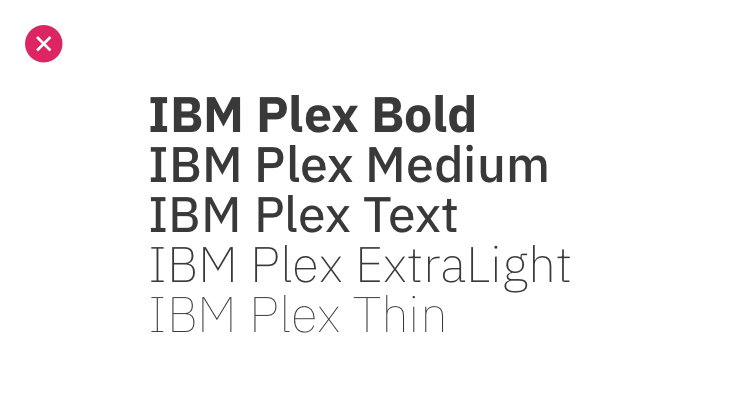 IBM Plex Bold
IBM Plex Medium
IBM Plex Text
IBM Plex ExtraLight
IBM Plex Thin